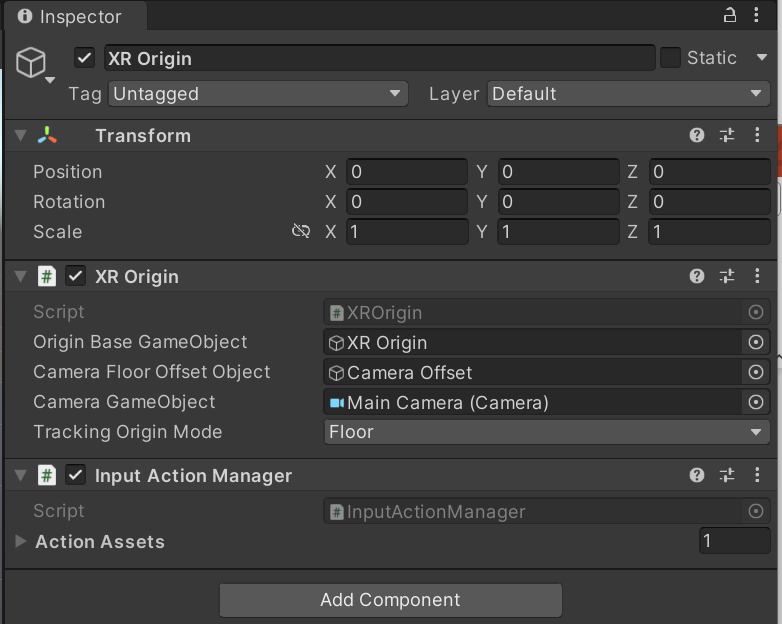 Inspector
XR Origin Static
Tag Untagged Layer Default
Transform
Position X 0 Y 0 Z 0
Rotation X 0 Y 0 Z 0
Scale X 1 Y 1 Z 1
# XR Origin
Script # XROrigin
Origin Base GameObject XR Origin
Camera Floor Offset Object Camera Offset
Camera GameObject Main Camera (Camera)
Tracking Origin Mode Floor
# Input Action Manager
Script # InputActionManager
Action Assets 1
Add Component